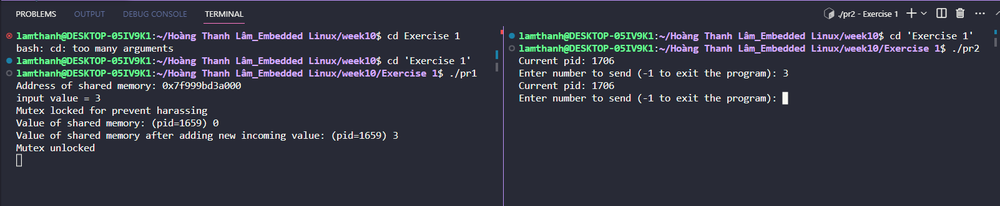 PROBLEMS OUTPUT DEBUG CONSOLE TERMINAL
./pr2 - Exercise 1
lamthanh@DESKTOP-05IV9K1:~/Hoàng Thanh Lâm_Embedded Linux/week10$ cd Exercise 1
bash: cd: too many arguments
lamthanh@DESKTOP-05IV9K1:~/Hoàng Thanh Lâm_Embedded Linux/week10$ cd 'Exercise 1'
lamthanh@DESKTOP-05IV9K1:~/Hoàng Thanh Lâm_Embedded Linux/week10/Exercise 1$ ./pr1
Address of shared memory: 0x7f999bd3a000
input value = 3
Mutex locked for prevent harassing
Value of shared memory: (pid=1659) 0
Value of shared memory after adding new incoming value: (pid=1659) 3
Mutex unlocked
lamthanh@DESKTOP-05IV9K1:~/Hoàng Thanh Lâm_Embedded Linux/week10$ cd 'Exercise 1'
lamthanh@DESKTOP-05IV9K1:~/Hoàng Thanh Lâm_Embedded Linux/week10/Exercise 1$ ./pr2
Current pid: 1706
Enter number to send (-1 to exit the program): 3
Current pid: 1706
Enter number to send (-1 to exit the program):